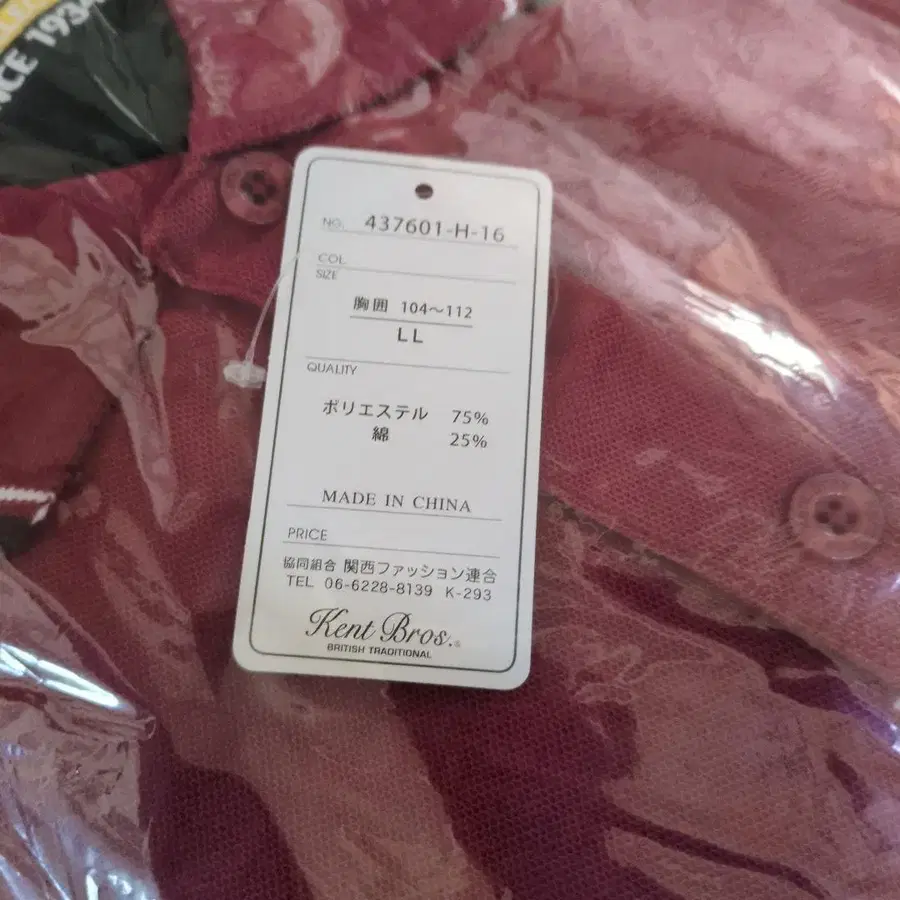 SINCE 1934
NO. 437601-H-16
COL.
SIZE
胸囲 104～112
LL
QUALITY
ポリエステル 75%
綿 25%
MADE IN CHINA
PRICE
協同組合 関西ファッション連合
TEL 06-6228-8139 K-293
Kent Bros.®
BRITISH TRADITIONAL